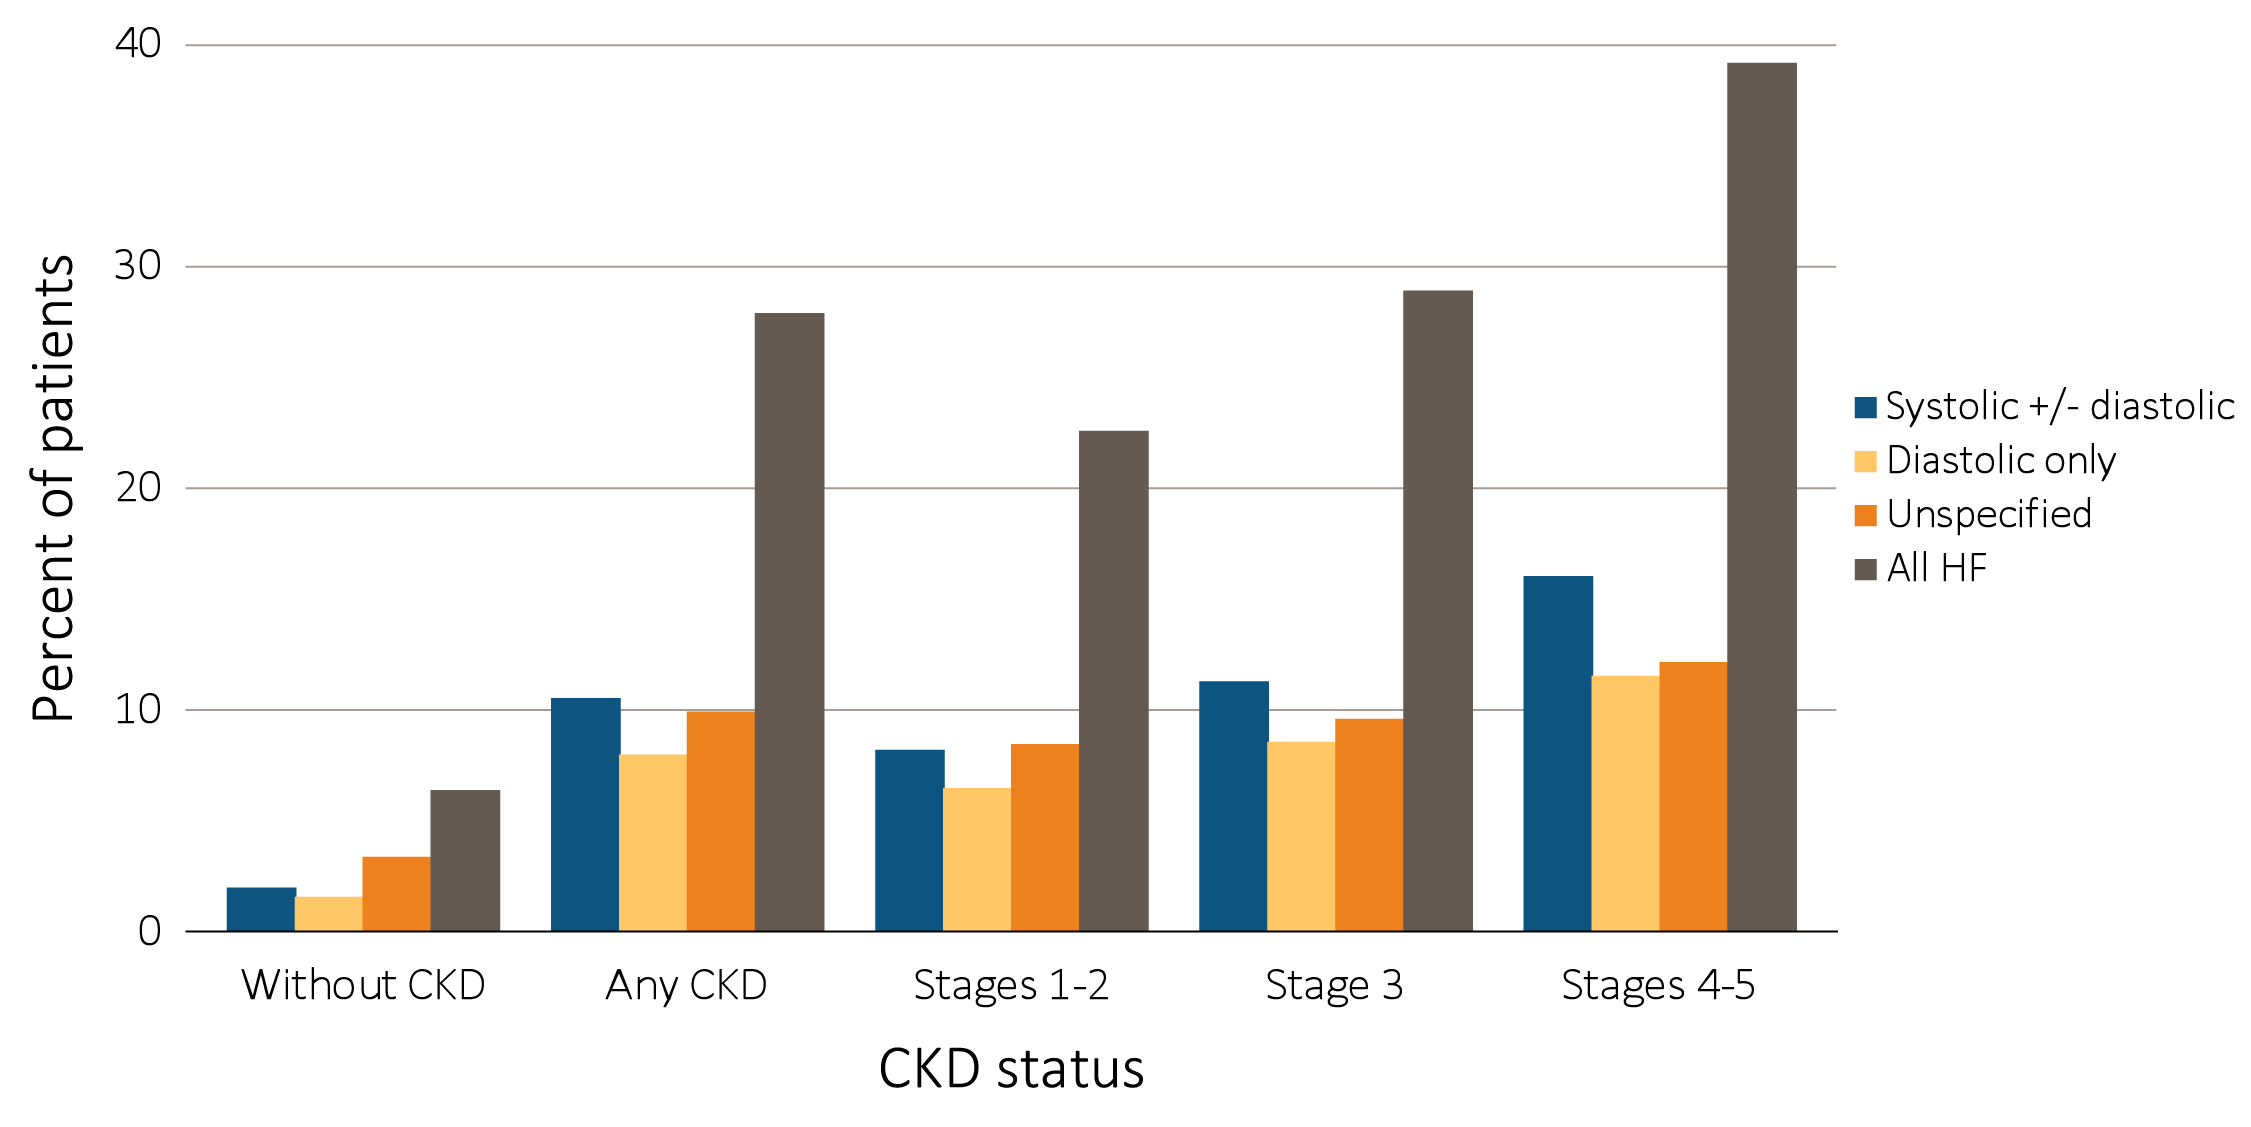 40
30
20
10
0
Percent of patients
Without CKD
Any CKD
Stages 1-2
Stage 3
Stages 4-5
CKD status
Systolic +/- diastolic
Diastolic only
Unspecified
All HF